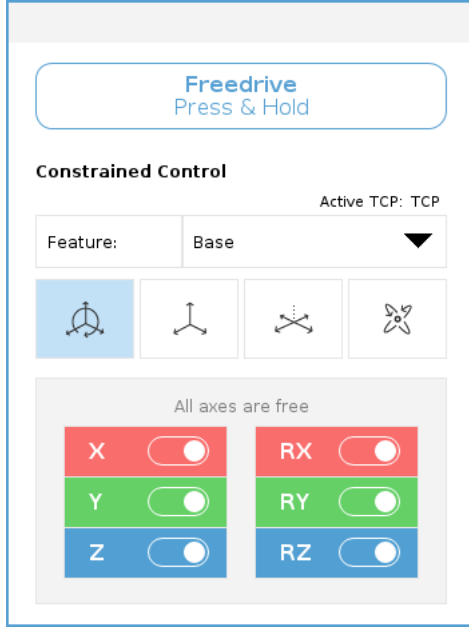 Freedrive
Press & Hold
Constrained Control
Active TCP: TCP
Feature: Base
All axes are free
X RX
Y RY
Z RZ